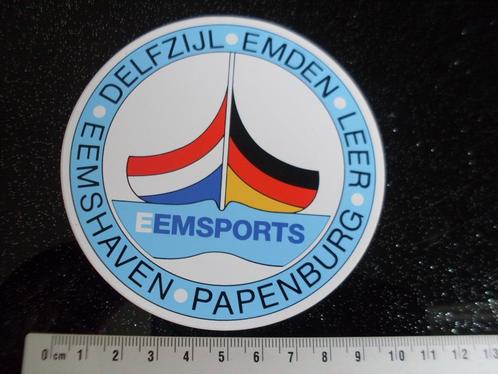 DELFZIJL • EMDEN • LEER • PAPENBURG • EEMSHAVEN •
EEMSPORTS
0 cm 1 2 3 4 5 6 7 8 9 10 11 12 13